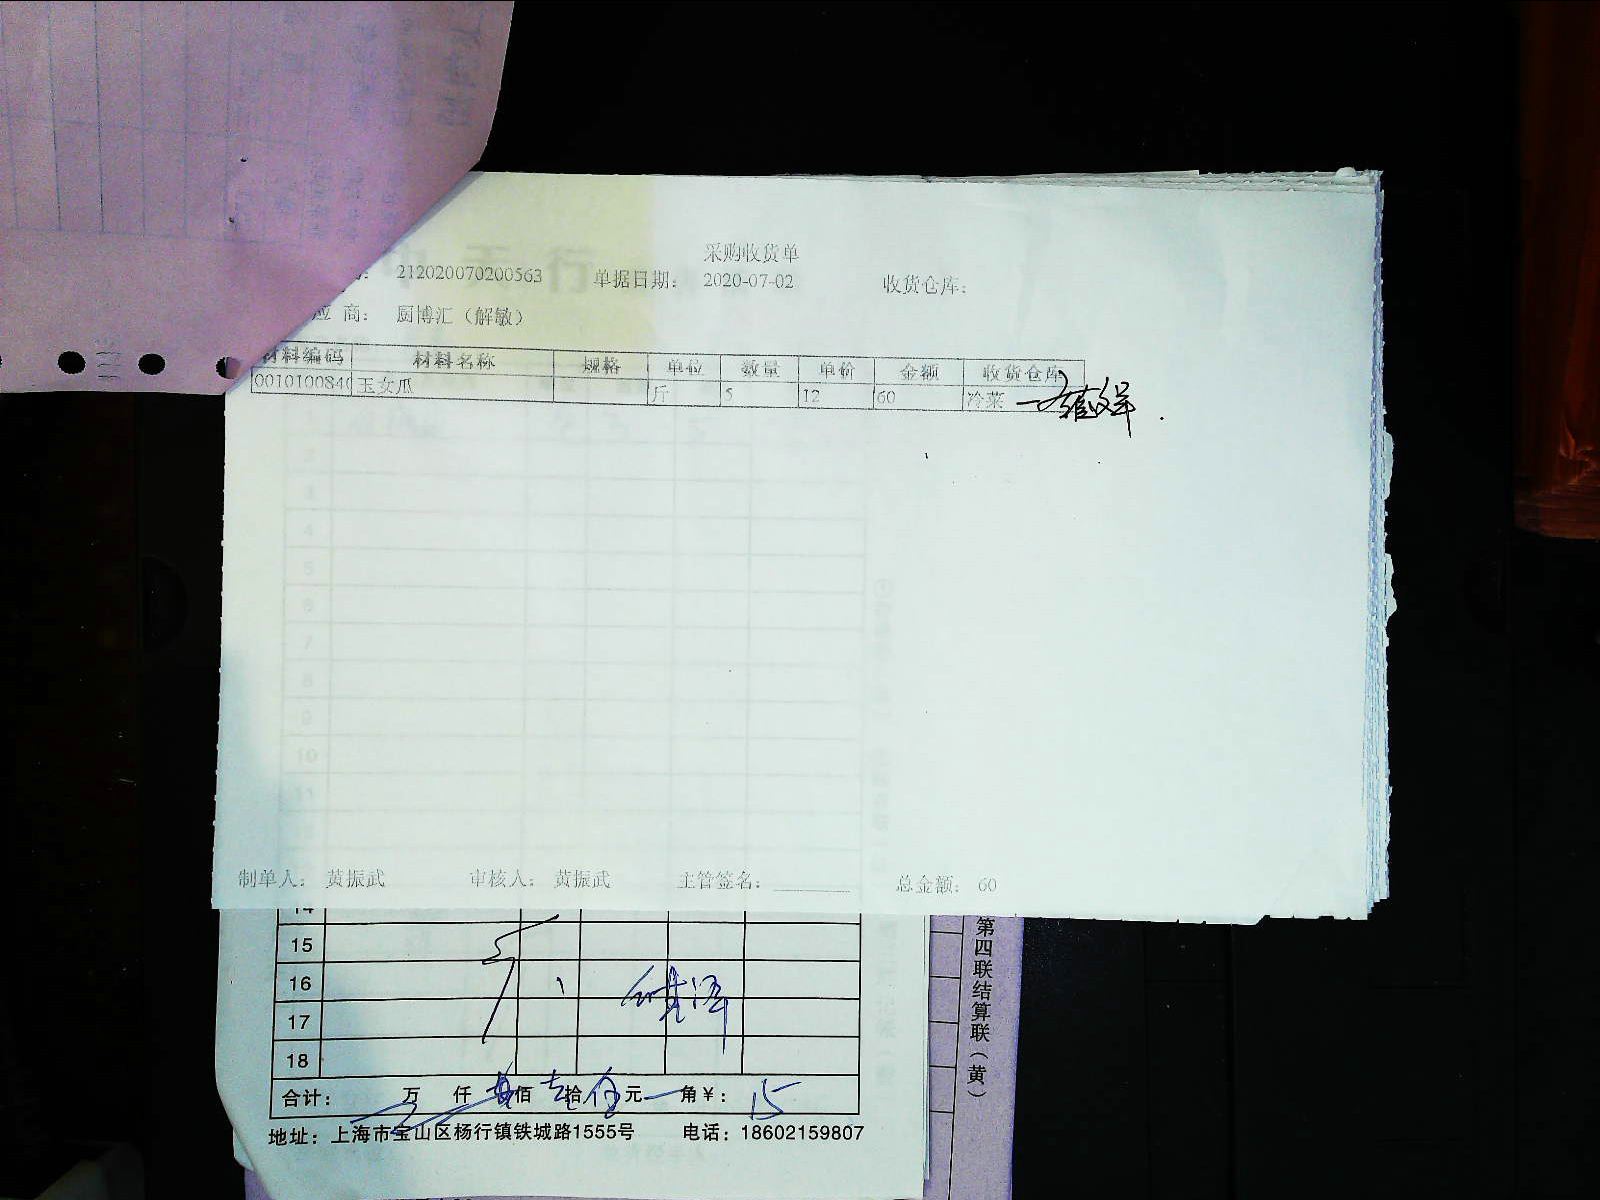 采购收货单
212020070200563 单据日期： 2020-07-02 收货仓库：
应 商： 厨博汇（解敏）
材料编码 材料名称 规格 单位 数量 单价 金额 收货仓库
0010100840 玉女瓜 斤 5 12 60 冷菜
制单人： 黄振武 审核人： 黄振武 主管签名： 总金额： 60
14
15
16
17
18
合计： 万 仟 佰 拾 伍 元 角 ¥： 15
地址：上海市宝山区杨行镇铁城路1555号 电话：18602159807
第四联结算联（黄）